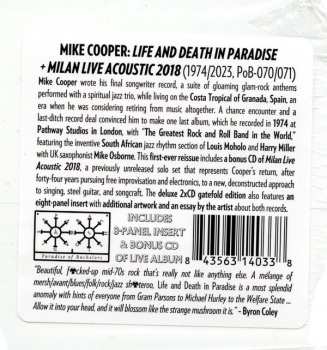 MIKE COOPER: LIFE AND DEATH IN PARADISE
+ MILAN LIVE ACOUSTIC 2018 (1974/2023, PoB-070/071)
Mike Cooper wrote his final songwriter record, a suite of gloaming glam-rock anthems
performed with a spiritual jazz trio, while living on the Costa Tropical of Granada, Spain, an
era when he was considering retiring from music altogether. A chance encounter and a
last-ditch record deal convinced him to make one last album, which he recorded in 1974 at
Pathway Studios in London, with "The Greatest Rock and Roll Band in the World,"
featuring the inventive South African jazz rhythm section of Louis Moholo and Harry Miller
with UK saxophonist Mike Osborne. This first-ever reissue includes a bonus CD of Milan Live
Acoustic 2018, a previously unreleased solo set that represents Cooper's return, after
forty-four years pursuing free improvisation and electronics, to a new, deconstructed approach
to singing, steel guitar, and songcraft. The deluxe 2xCD gatefold edition also features an
eight-panel insert with additional artwork and an essay by the artist about both records.
INCLUDES
8-PANEL INSERT
& BONUS CD
OF LIVE ALBUM
Paradise of Bachelors
8 43563 14033 8
"Beautiful, f♥cked-up mid-70s rock that's really not like anything else. A mélange of
mersh/avant/blues/folk/rock/jazz sh♥teroo, Life and Death in Paradise is a most splendid
anomaly with hints of everyone from Gram Parsons to Michael Hurley to the Welfare State ...
Allow it into your head, and it will blossom like the strange mushroom it is." - Byron Coley